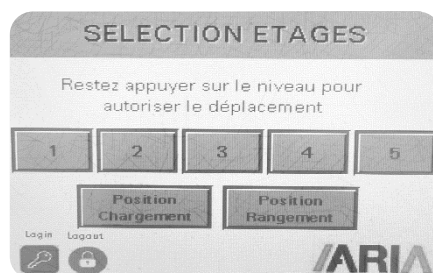 SELECTION ETAGES
Restez appuyer sur le niveau pour
autoriser le déplacement
1 2 3 4 5
Position Chargement
Position Rangement
Login Logout
ARIA